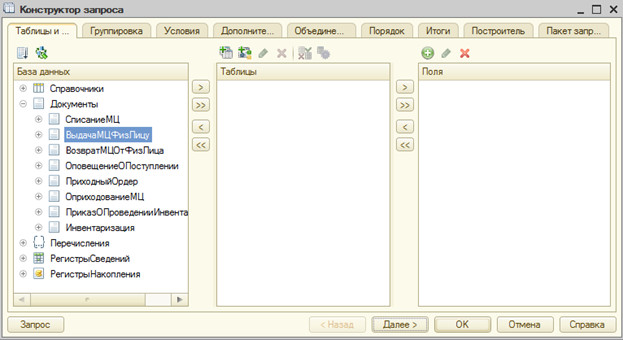 Конструктор запроса
Таблицы и ... Группировка Условия Дополните... Объедине... Порядок Итоги Построитель Пакет запр...
База данных Таблицы Поля
Справочники
Документы
СписаниеМЦ
ВыдачаМЦФизЛицу
ВозвратМЦОтФизЛица
ОповещениеОПоступлении
ПриходныйОрдер
ОприходованиеМЦ
ПриказОПроведенииИнвента
Инвентаризация
Перечисления
РегистрыСведений
РегистрыНакопления
> >> < <<
> >> < <<
Запрос < Назад Далее > ОК Отмена Справка